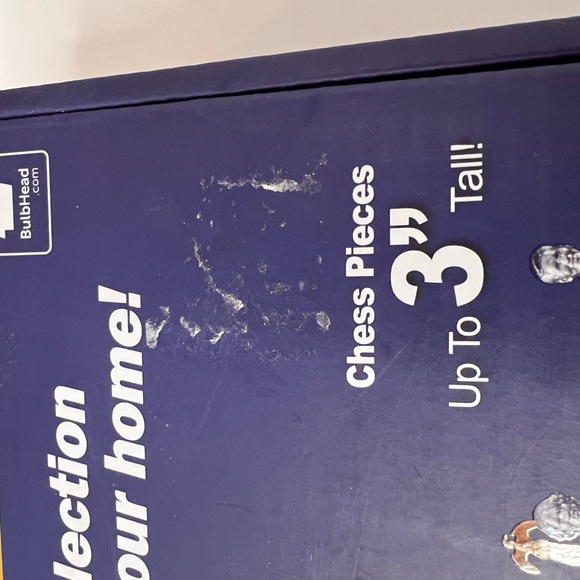 BulbHead
.com
lection
our home!
Chess Pieces
Up To 3” Tall!